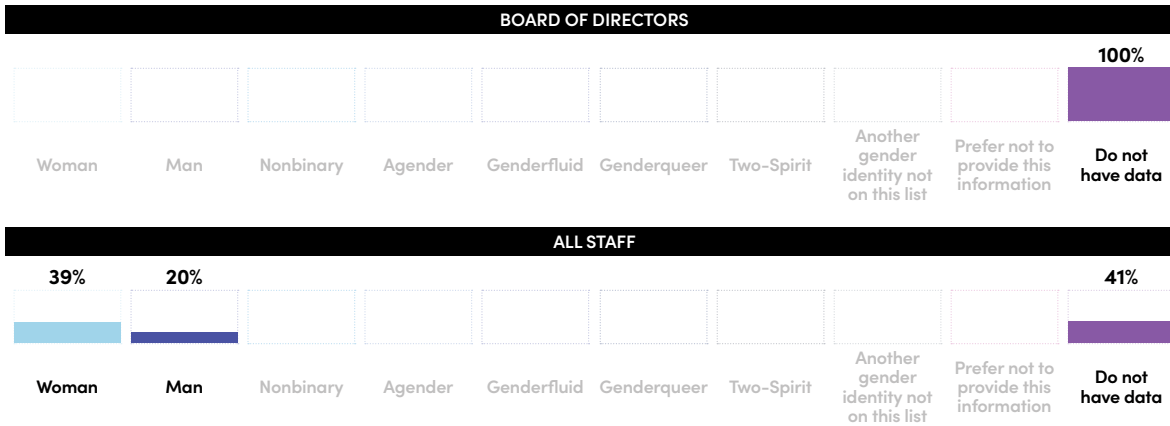 BOARD OF DIRECTORS
100%
Woman
Man
Nonbinary
Agender
Genderfluid
Genderqueer
Two-Spirit
Another
gender
identity not
on this list
Prefer not to
provide this
information
Do not
have data
ALL STAFF
39%
20%
41%
Woman
Man
Nonbinary
Agender
Genderfluid
Genderqueer
Two-Spirit
Another
gender
identity not
on this list
Prefer not to
provide this
information
Do not
have data